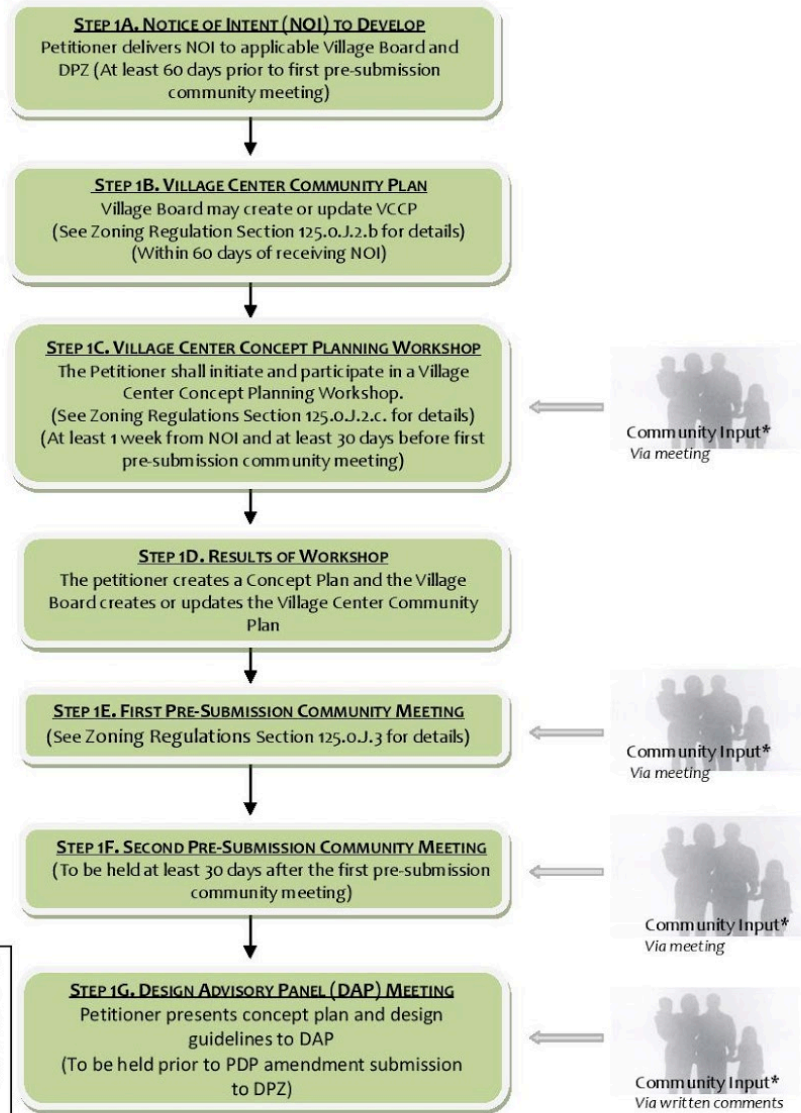 STEP 1A. NOTICE OF INTENT (NOI) TO DEVELOP
Petitioner delivers NOI to applicable Village Board and
DPZ (At least 60 days prior to first pre-submission
community meeting)
STEP 1B. VILLAGE CENTER COMMUNITY PLAN
Village Board may create or update VCCP
(See Zoning Regulation Section 125.0.J.2.b for details)
(Within 60 days of receiving NOI)
STEP 1C. VILLAGE CENTER CONCEPT PLANNING WORKSHOP
The Petitioner shall initiate and participate in a Village
Center Concept Planning Workshop.
(See Zoning Regulations Section 125.0.J.2.c. for details)
(At least 1 week from NOI and at least 30 days before first
pre-submission community meeting)
Community Input*
Via meeting
STEP 1D. RESULTS OF WORKSHOP
The petitioner creates a Concept Plan and the Village
Board creates or updates the Village Center Community
Plan
STEP 1E. FIRST PRE-SUBMISSION COMMUNITY MEETING
(See Zoning Regulations Section 125.0.J.3 for details)
Community Input*
Via meeting
STEP 1F. SECOND PRE-SUBMISSION COMMUNITY MEETING
(To be held at least 30 days after the first pre-submission
community meeting)
Community Input*
Via meeting
STEP 1G. DESIGN ADVISORY PANEL (DAP) MEETING
Petitioner presents concept plan and design
guidelines to DAP
(To be held prior to PDP amendment submission
to DPZ)
Community Input*
Via written comments